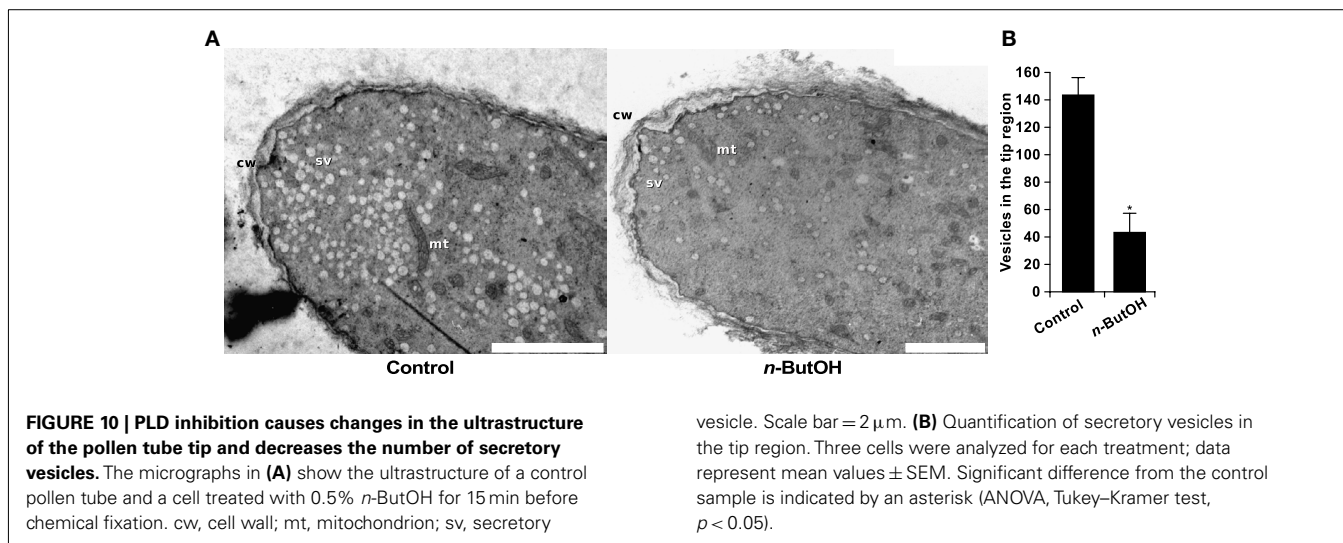 A
cw
sv
mt
Control
cw
mt
sv
n-ButOH
B
Vesicles in the tip region
160
140
120
100
80
60
40
20
0
*
Control
n-ButOH
FIGURE 10 | PLD inhibition causes changes in the ultrastructure
of the pollen tube tip and decreases the number of secretory
vesicles. The micrographs in (A) show the ultrastructure of a control
pollen tube and a cell treated with 0.5% n-ButOH for 15 min before
chemical fixation. cw, cell wall; mt, mitochondrion; sv, secretory
vesicle. Scale bar = 2 μm. (B) Quantification of secretory vesicles in
the tip region. Three cells were analyzed for each treatment; data
represent mean values ± SEM. Significant difference from the control
sample is indicated by an asterisk (ANOVA, Tukey–Kramer test,
p < 0.05).